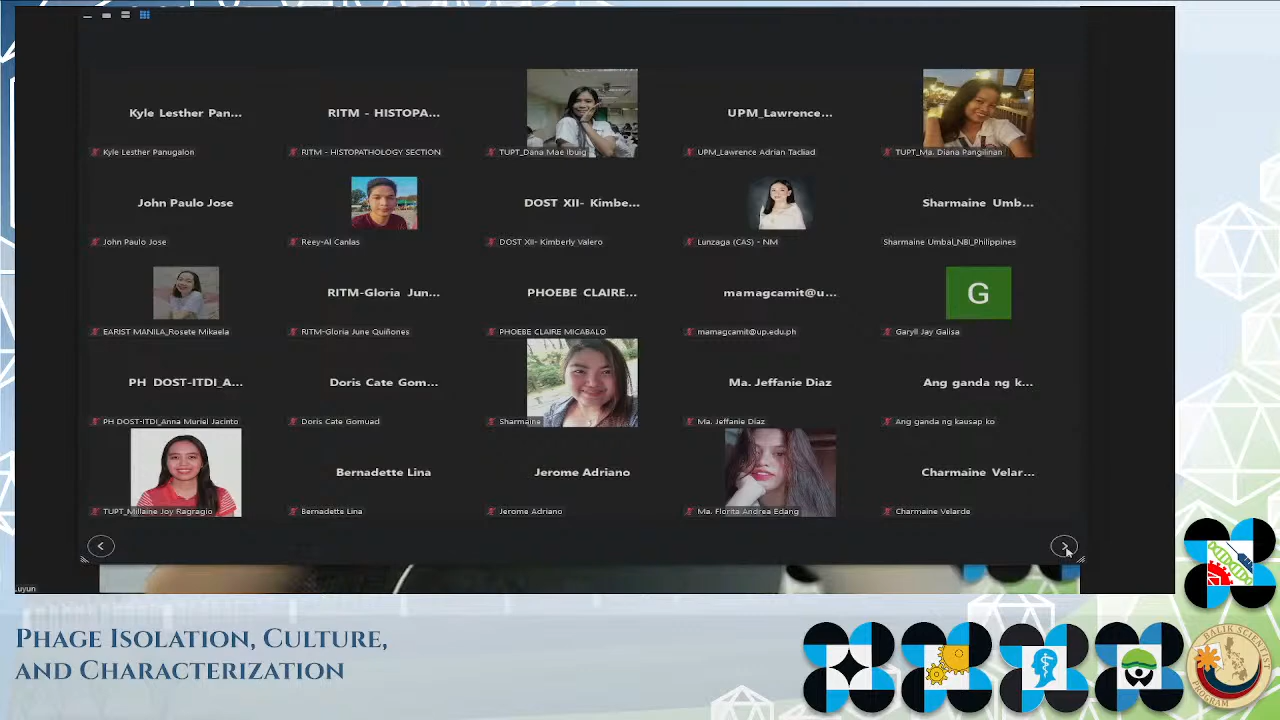 Kyle Lesther Pan...
RITM - HISTOPA...
UPM_Lawrence...
Kyle Lesther Panugalon
RITM - HISTOPATHOLOGY SECTION
TUPT_Dana Mae Ibuig
UPM_Lawrence Adrian Tadiad
TUPT_Ma. Diana Pangilinan
John Paulo Jose
DOST XII- Kimbe...
Sharmaine Umb...
John Paulo Jose
Reey-Al Canlas
DOST XII- Kimberly Valero
Lunzaga (CAS) - NM
Sharmaine Umbal_NBI_Philippines
RITM-Gloria Jun...
PHOEBE CLAIRE...
mamagcamit@u...
G
EARIST MANILA_Rosete Mikaela
RITM-Gloria June Quiñones
PHOEBE CLAIRE MICABALO
mamagcamit@up.edu.ph
Garyll Jay Galisa
PH DOST-ITDI_A...
Doris Cate Gom...
Ma. Jeffanie Diaz
Ang ganda ng k...
PH DOST-ITDI_Anna Muriel Jacinto
Doris Cate Gomuad
Sharmaine
Ma. Jeffanie Diaz
Ang ganda ng kausap ko
Bernadette Lina
Jerome Adriano
Charmaine Velar...
TUPT_Millaine Joy Ragragio
Bernadette Lina
Jerome Adriano
Ma. Florita Andrea Edang
Charmaine Velarde
Luyun
PHAGE ISOLATION, CULTURE,
AND CHARACTERIZATION
BALIK SCIENTIST
PROGRAM